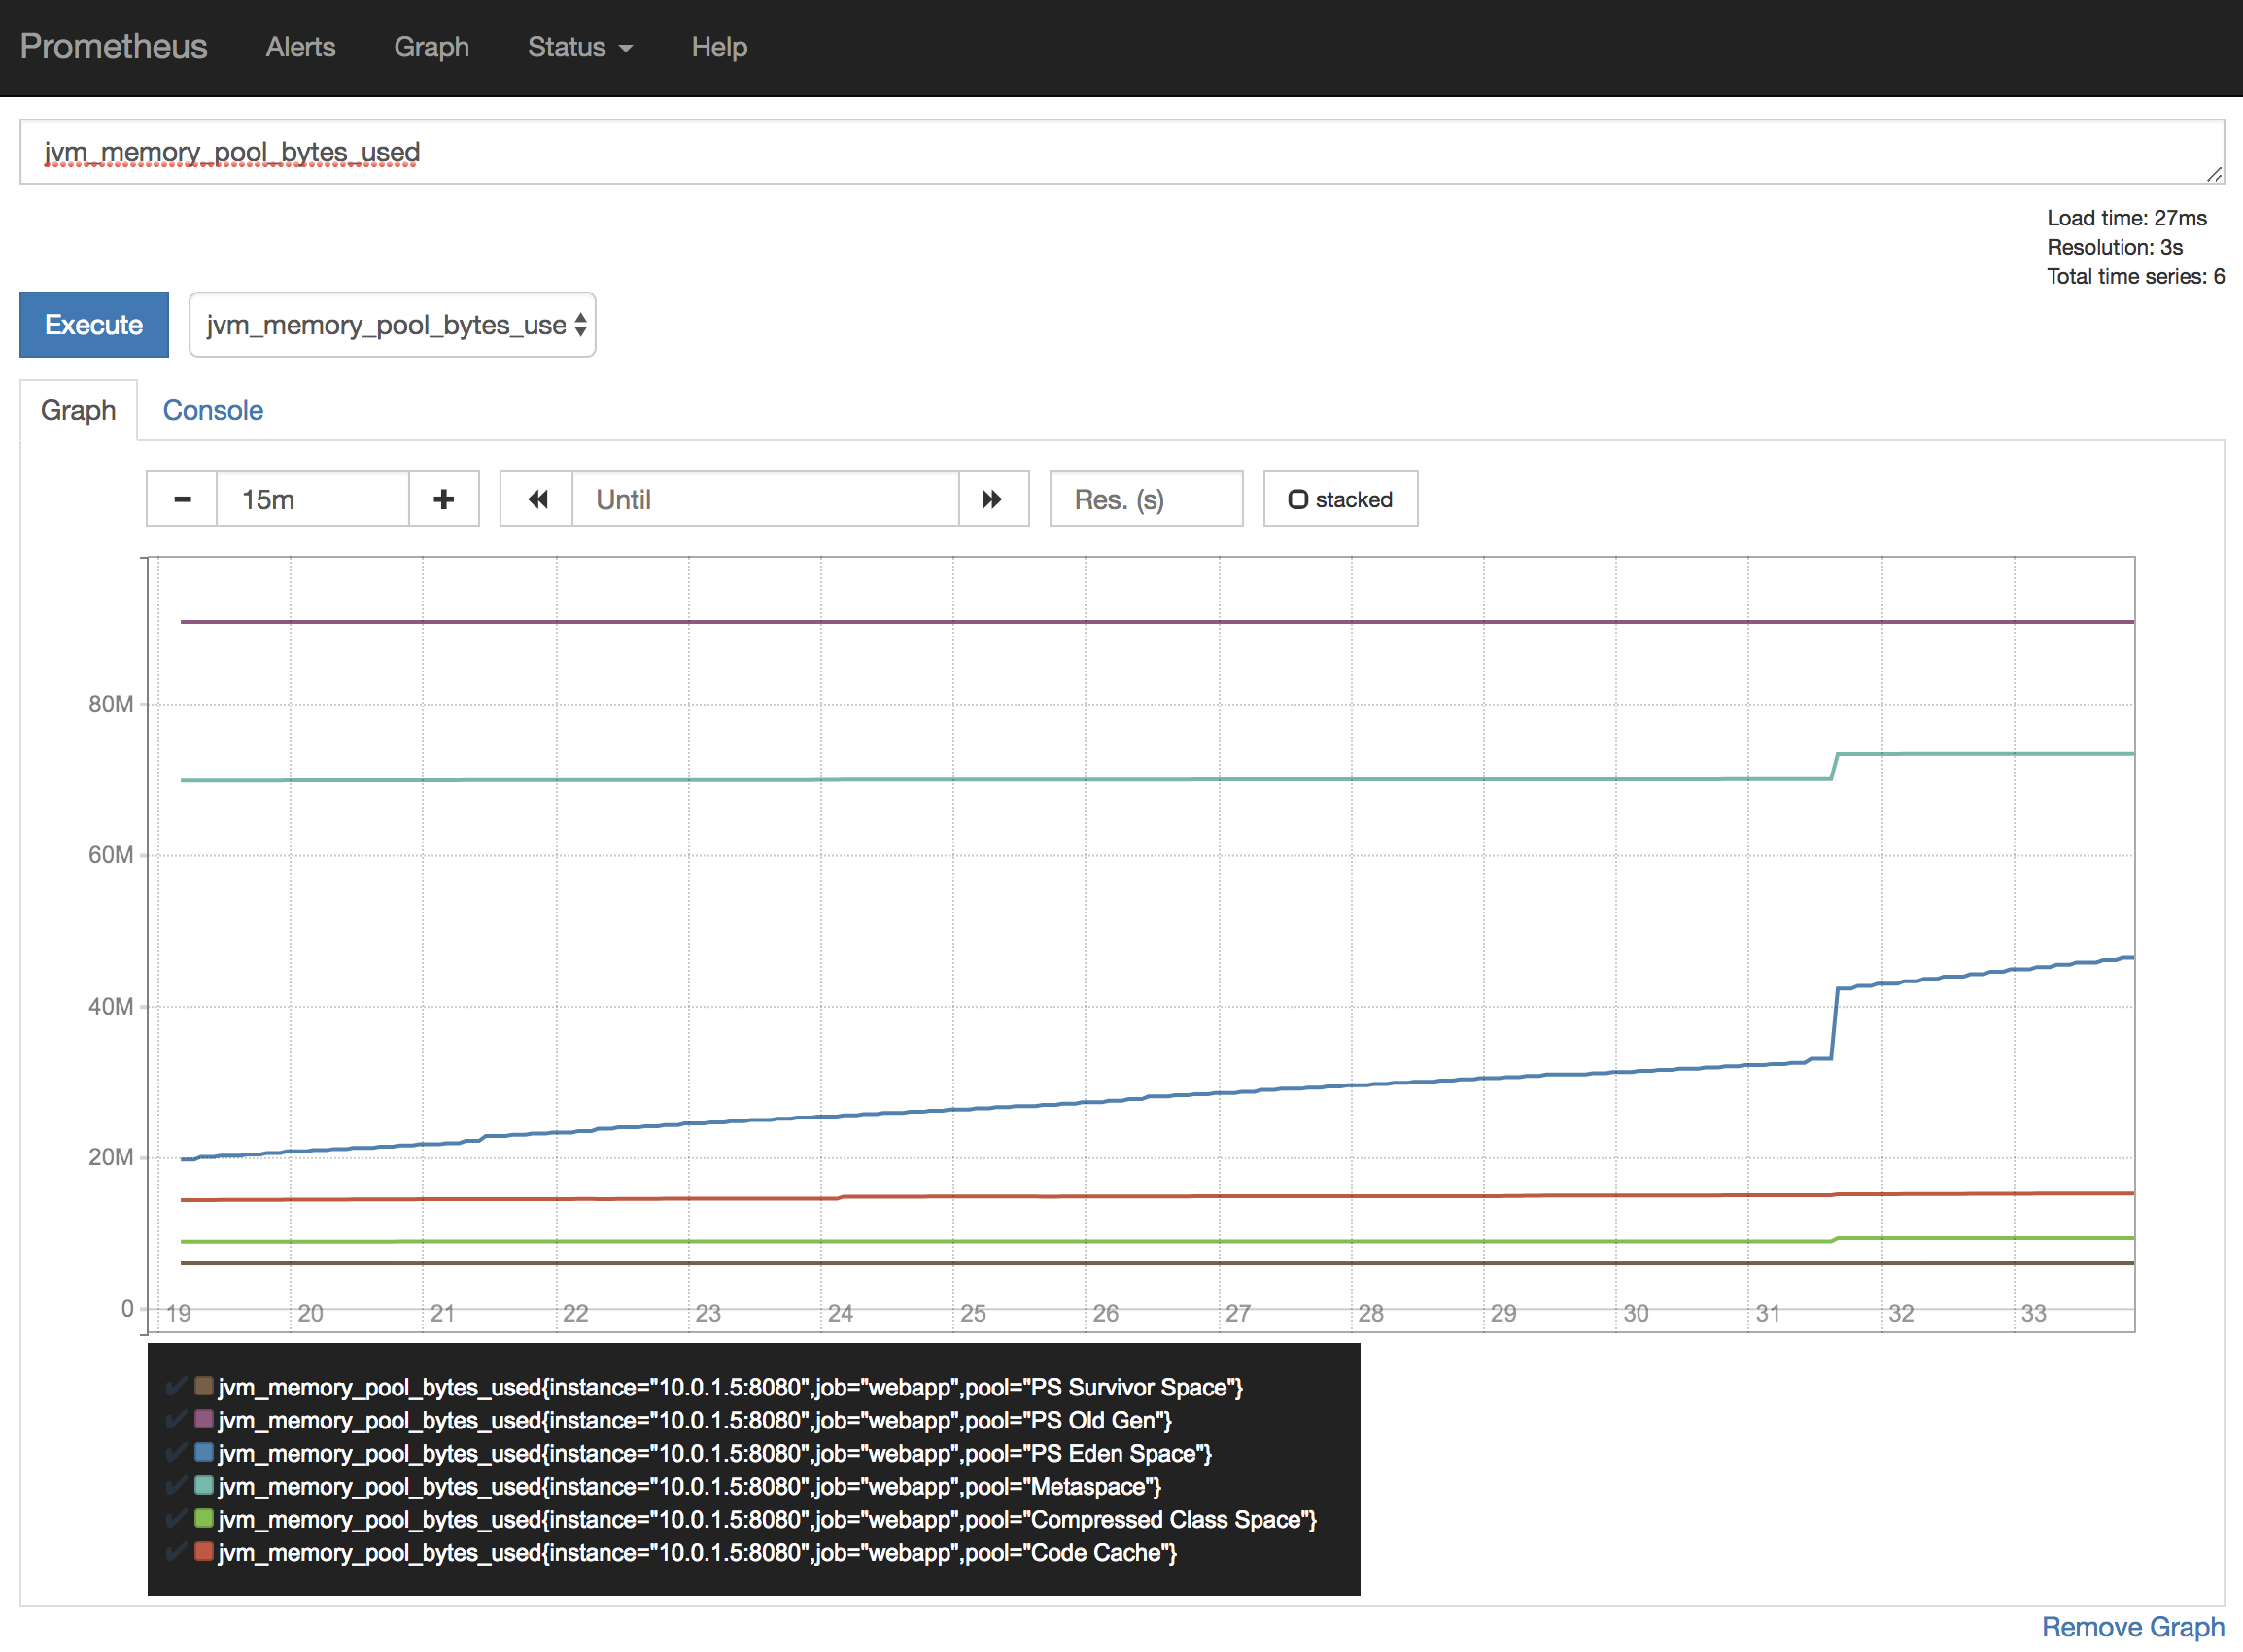 Prometheus Alerts Graph Status Help
jvm_memory_pool_bytes_used
Load time: 27ms
Resolution: 3s
Total time series: 6
Execute jvm_memory_pool_bytes_use
Graph Console
15m Until Res. (s) stacked
80M
60M
40M
20M
0
19 20 21 22 23 24 25 26 27 28 29 30 31 32 33
jvm_memory_pool_bytes_used{instance="10.0.1.5:8080",job="webapp",pool="PS Survivor Space"}
jvm_memory_pool_bytes_used{instance="10.0.1.5:8080",job="webapp",pool="PS Old Gen"}
jvm_memory_pool_bytes_used{instance="10.0.1.5:8080",job="webapp",pool="PS Eden Space"}
jvm_memory_pool_bytes_used{instance="10.0.1.5:8080",job="webapp",pool="Metaspace"}
jvm_memory_pool_bytes_used{instance="10.0.1.5:8080",job="webapp",pool="Compressed Class Space"}
jvm_memory_pool_bytes_used{instance="10.0.1.5:8080",job="webapp",pool="Code Cache"}
Remove Graph